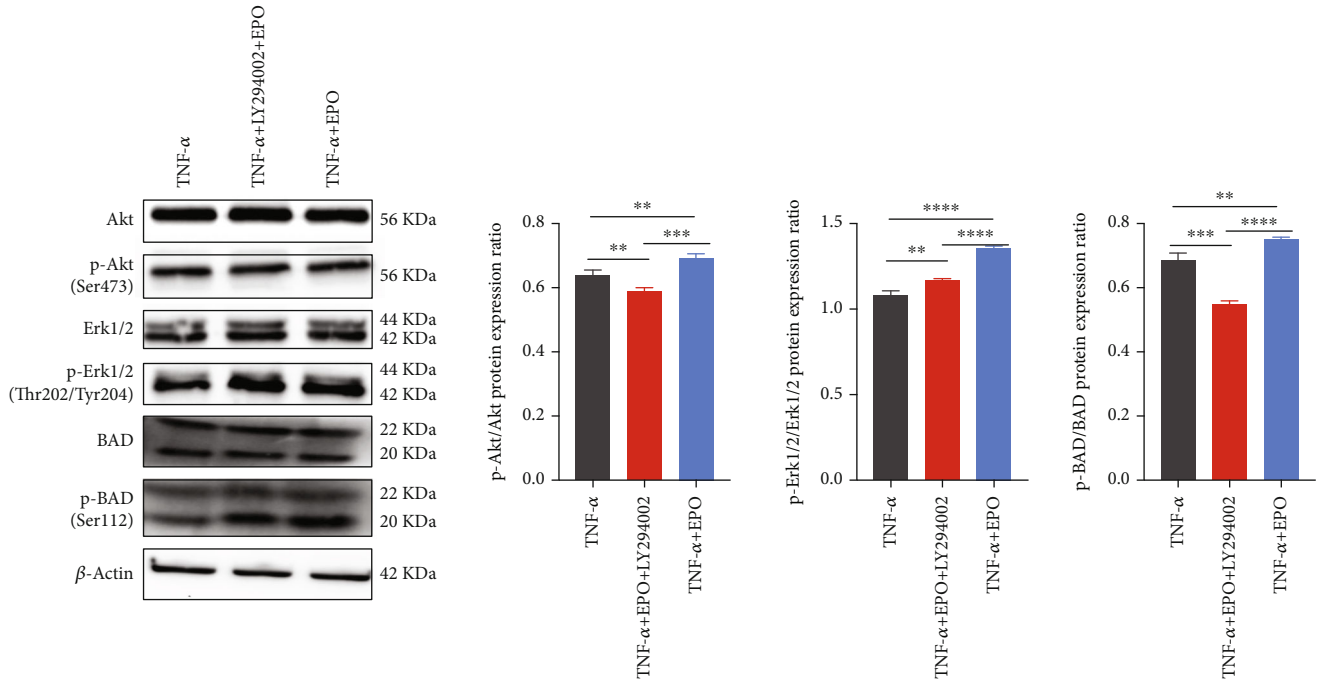 TNF-α
TNF-α+LY294002+EPO
TNF-α+EPO
Akt
56 KDa
p-Akt
(Ser473)
56 KDa
Erk1/2
44 KDa
42 KDa
p-Erk1/2
(Thr202/Tyr204)
44 KDa
42 KDa
BAD
22 KDa
20 KDa
p-BAD
(Ser112)
22 KDa
20 KDa
β-Actin
42 KDa
p-Akt/Akt protein expression ratio
0.8
0.6
0.4
0.2
0.0
**
**
***
TNF-α
TNF-α+EPO+LY294002
TNF-α+EPO
p-Erk1/2/Erk1/2 protein expression ratio
1.5
1.0
0.5
0.0
****
**
****
TNF-α
TNF-α+EPO+LY294002
TNF-α+EPO
p-BAD/BAD protein expression ratio
0.8
0.6
0.4
0.2
0.0
**
***
****
TNF-α
TNF-α+EPO+LY294002
TNF-α+EPO